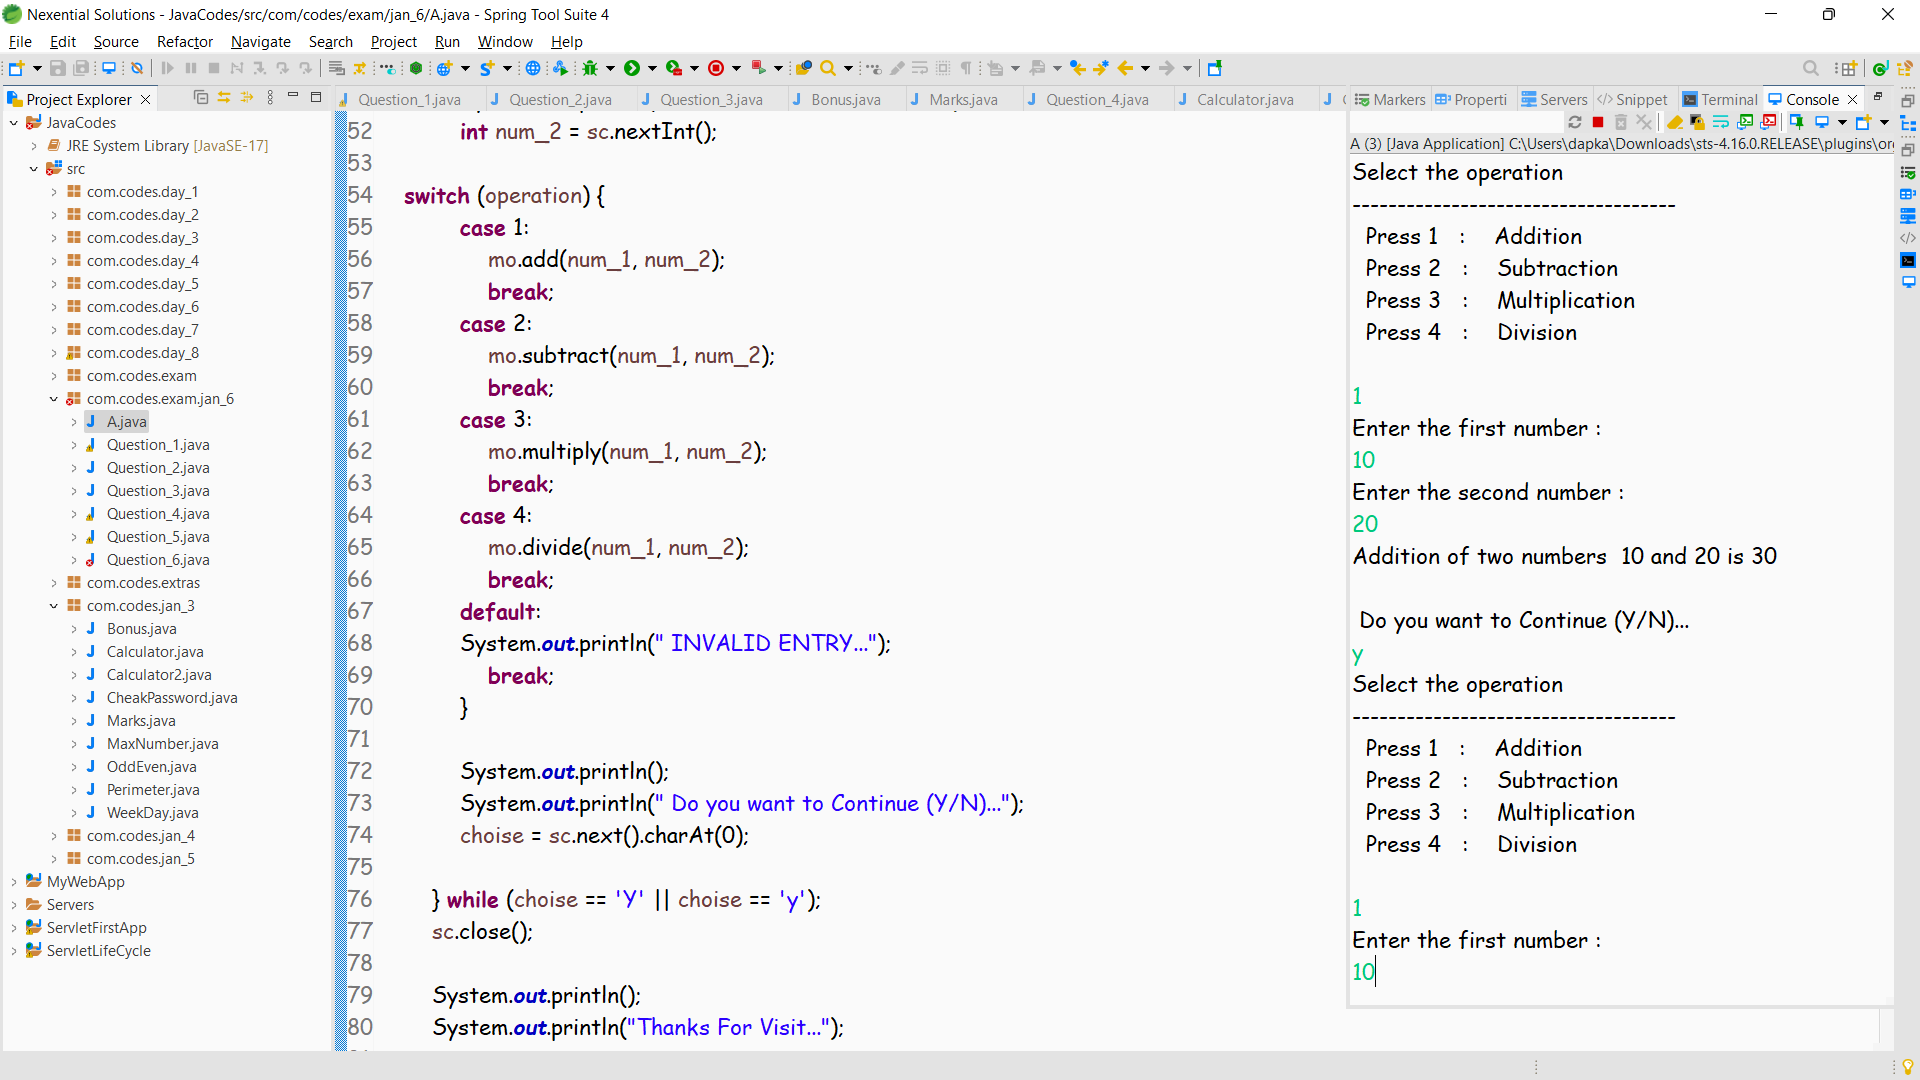 Nexential Solutions - JavaCodes/src/com/codes/exam/jan_6/A.java - Spring Tool Suite 4
File Edit Source Refactor Navigate Search Project Run Window Help
Project Explorer
JavaCodes
JRE System Library [JavaSE-17]
src
com.codes.day_1
com.codes.day_2
com.codes.day_3
com.codes.day_4
com.codes.day_5
com.codes.day_6
com.codes.day_7
com.codes.day_8
com.codes.exam
com.codes.exam.jan_6
A.java
Question_1.java
Question_2.java
Question_3.java
Question_4.java
Question_5.java
Question_6.java
com.codes.extras
com.codes.jan_3
Bonus.java
Calculator.java
Calculator2.java
CheakPassword.java
Marks.java
MaxNumber.java
OddEven.java
Perimeter.java
WeekDay.java
com.codes.jan_4
com.codes.jan_5
MyWebApp
Servers
ServletFirstApp
ServletLifeCycle
Question_1.java Question_2.java Question_3.java Bonus.java Marks.java Question_4.java Calculator.java
52 int num_2 = sc.nextInt();
53
54 switch (operation) {
55 case 1:
56 mo.add(num_1, num_2);
57 break;
58 case 2:
59 mo.subtract(num_1, num_2);
60 break;
61 case 3:
62 mo.multiply(num_1, num_2);
63 break;
64 case 4:
65 mo.divide(num_1, num_2);
66 break;
67 default:
68 System.out.println(" INVALID ENTRY...");
69 break;
70 }
71
72 System.out.println();
73 System.out.println(" Do you want to Continue (Y/N)...");
74 choise = sc.next().charAt(0);
75
76 } while (choise == 'Y' || choise == 'y');
77 sc.close();
78
79 System.out.println();
80 System.out.println("Thanks For Visit...");
Markers Properti Servers Snippet Terminal Console
A (3) [Java Application] C:\Users\dapka\Downloads\sts-4.16.0.RELEASE\plugins\or
Select the operation
------------------------------------
Press 1 : Addition
Press 2 : Subtraction
Press 3 : Multiplication
Press 4 : Division
1
Enter the first number :
10
Enter the second number :
20
Addition of two numbers 10 and 20 is 30
Do you want to Continue (Y/N)...
y
Select the operation
------------------------------------
Press 1 : Addition
Press 2 : Subtraction
Press 3 : Multiplication
Press 4 : Division
1
Enter the first number :
10